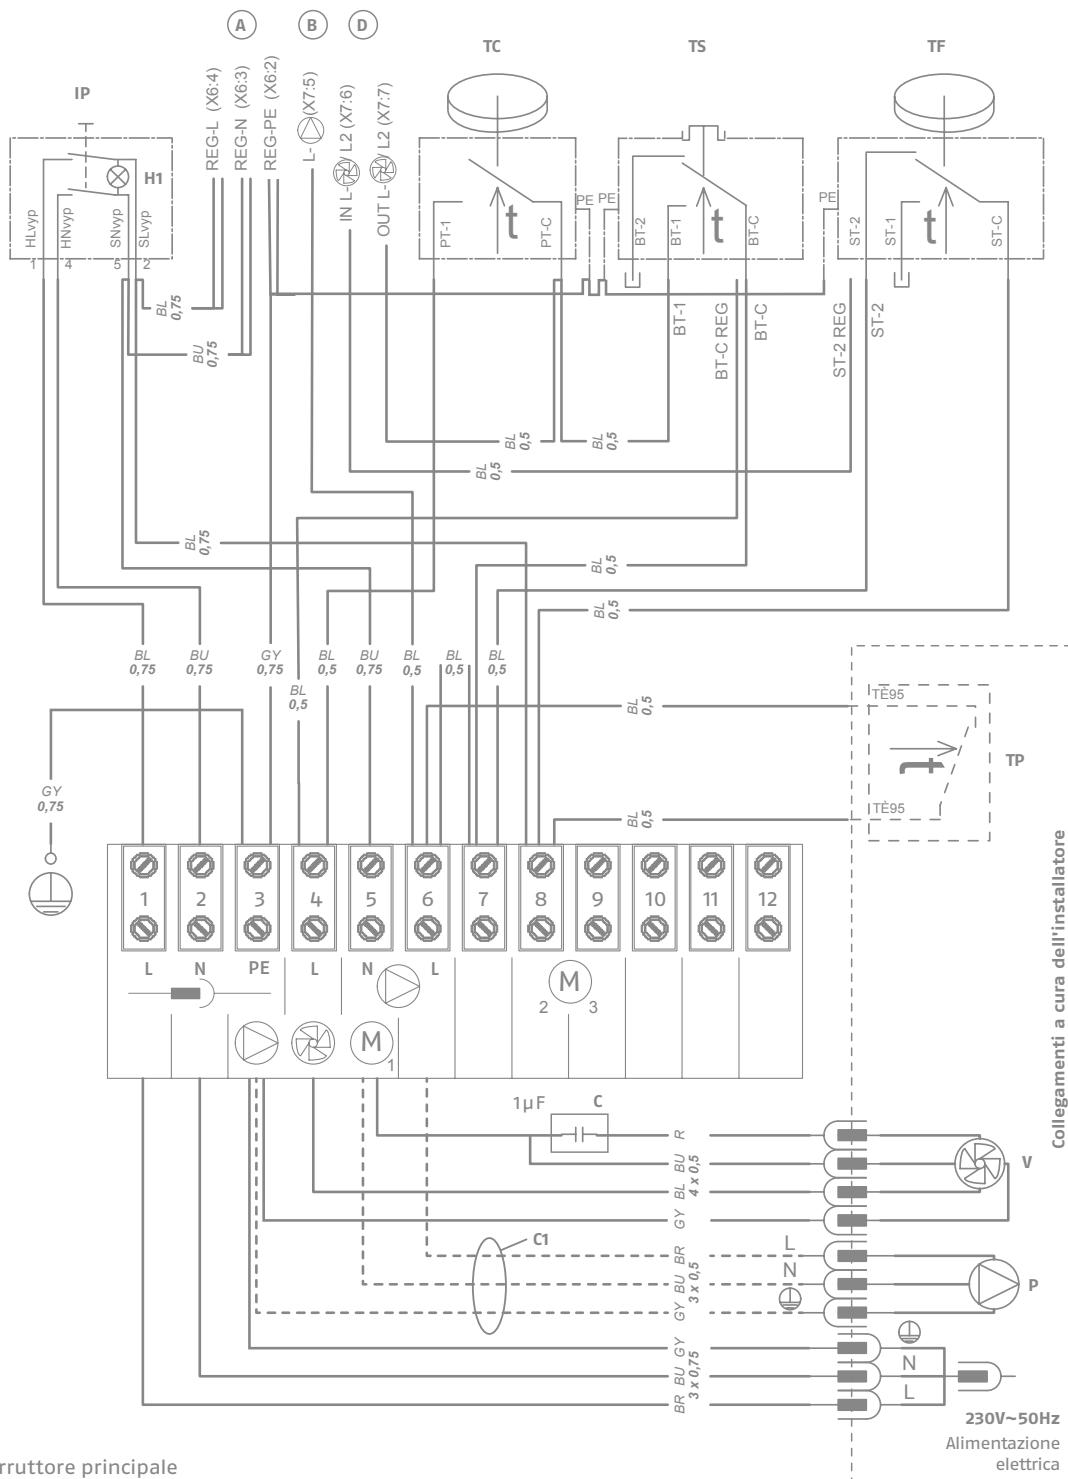 A
B
D
TC
TS
TF
IP
REG-L (X6:4)
REG-N (X6:3)
REG-PE (X6:2)
L- (X7:5)
IN L- L2 (X7:6)
OUT L- L2 (X7:7)
H1
HLvyp
HNvyp
SNvyp
SLvyp
1
4
5
2
PT-1
t
PT-C
PE
PE
BT-2
BT-1
t
BT-C
PE
ST-2
ST-1
t
ST-C
BL
0,75
BU
0,75
BT-1
BT-C REG
BT-C
ST-2 REG
ST-2
BL
0,5
BL
0,5
BL
0,5
BL
0,75
BL
0,5
BL
0,5
BL
0,75
BU
0,75
GY
0,75
BL
0,5
BL
0,5
BU
0,75
BL
0,5
BL
0,5
BL
0,5
BL
0,5
TÈ95
t
TP
TÈ95
GY
0,75
BL
0,5
1
2
3
4
5
6
7
8
9
10
11
12
L
N
PE
L
N
L
M
2
3
M
1
Collegamenti a cura dell'installatore
1µF
C
R
BU
BL
4 x 0,5
GY
V
C1
BR
BU
3 x 0,5
GY
L
N
P
GY
BU
BR
3 x 0,75
N
L
230V~50Hz
Alimentazione
elettrica
rruttore principale